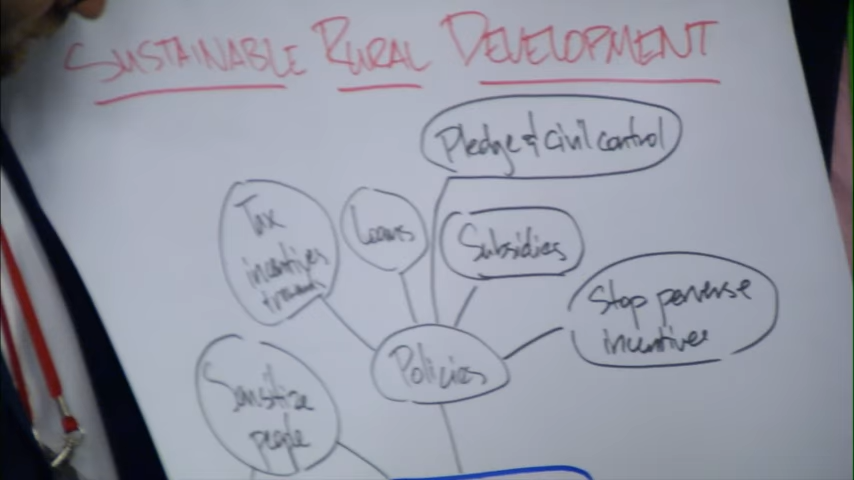 SUSTAINABLE RURAL DEVELOPMENT
Pledge & civil control
Tax
incentives
Loans
Subsidies
Stop perverse
incentives
Policies
Sensitize
people